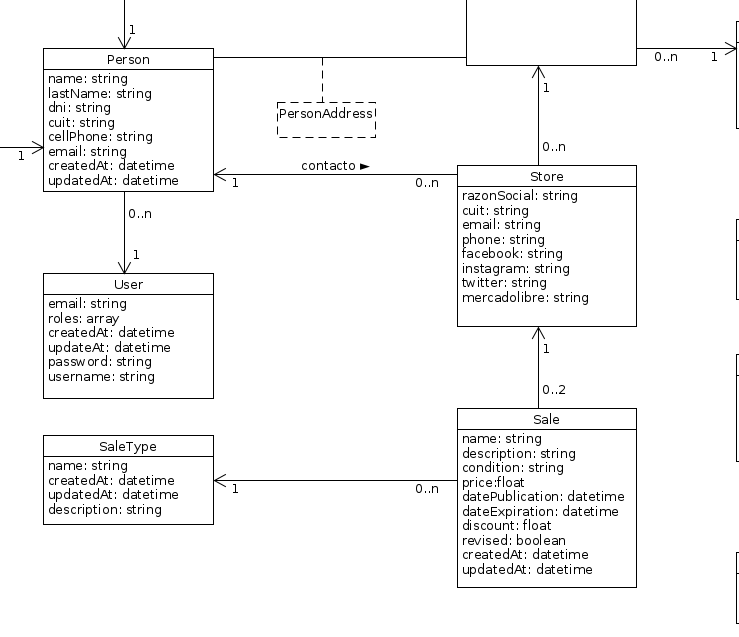 1
0..n
1
Person
name: string
lastName: string
dni: string
cuit: string
cellPhone: string
email: string
createdAt: datetime
updatedAt: datetime
1
PersonAddress
1
0..n
contacto ►
1
0..n
Store
razonSocial: string
cuit: string
email: string
phone: string
facebook: string
instagram: string
twitter: string
mercadolibre: string
0..n
1
User
email: string
roles: array
createdAt: datetime
updateAt: datetime
password: string
username: string
1
0..2
SaleType
name: string
createdAt: datetime
updatedAt: datetime
description: string
1
0..n
Sale
name: string
description: string
condition: string
price:float
datePublication: datetime
dateExpiration: datetime
discount: float
revised: boolean
createdAt: datetime
updatedAt: datetime